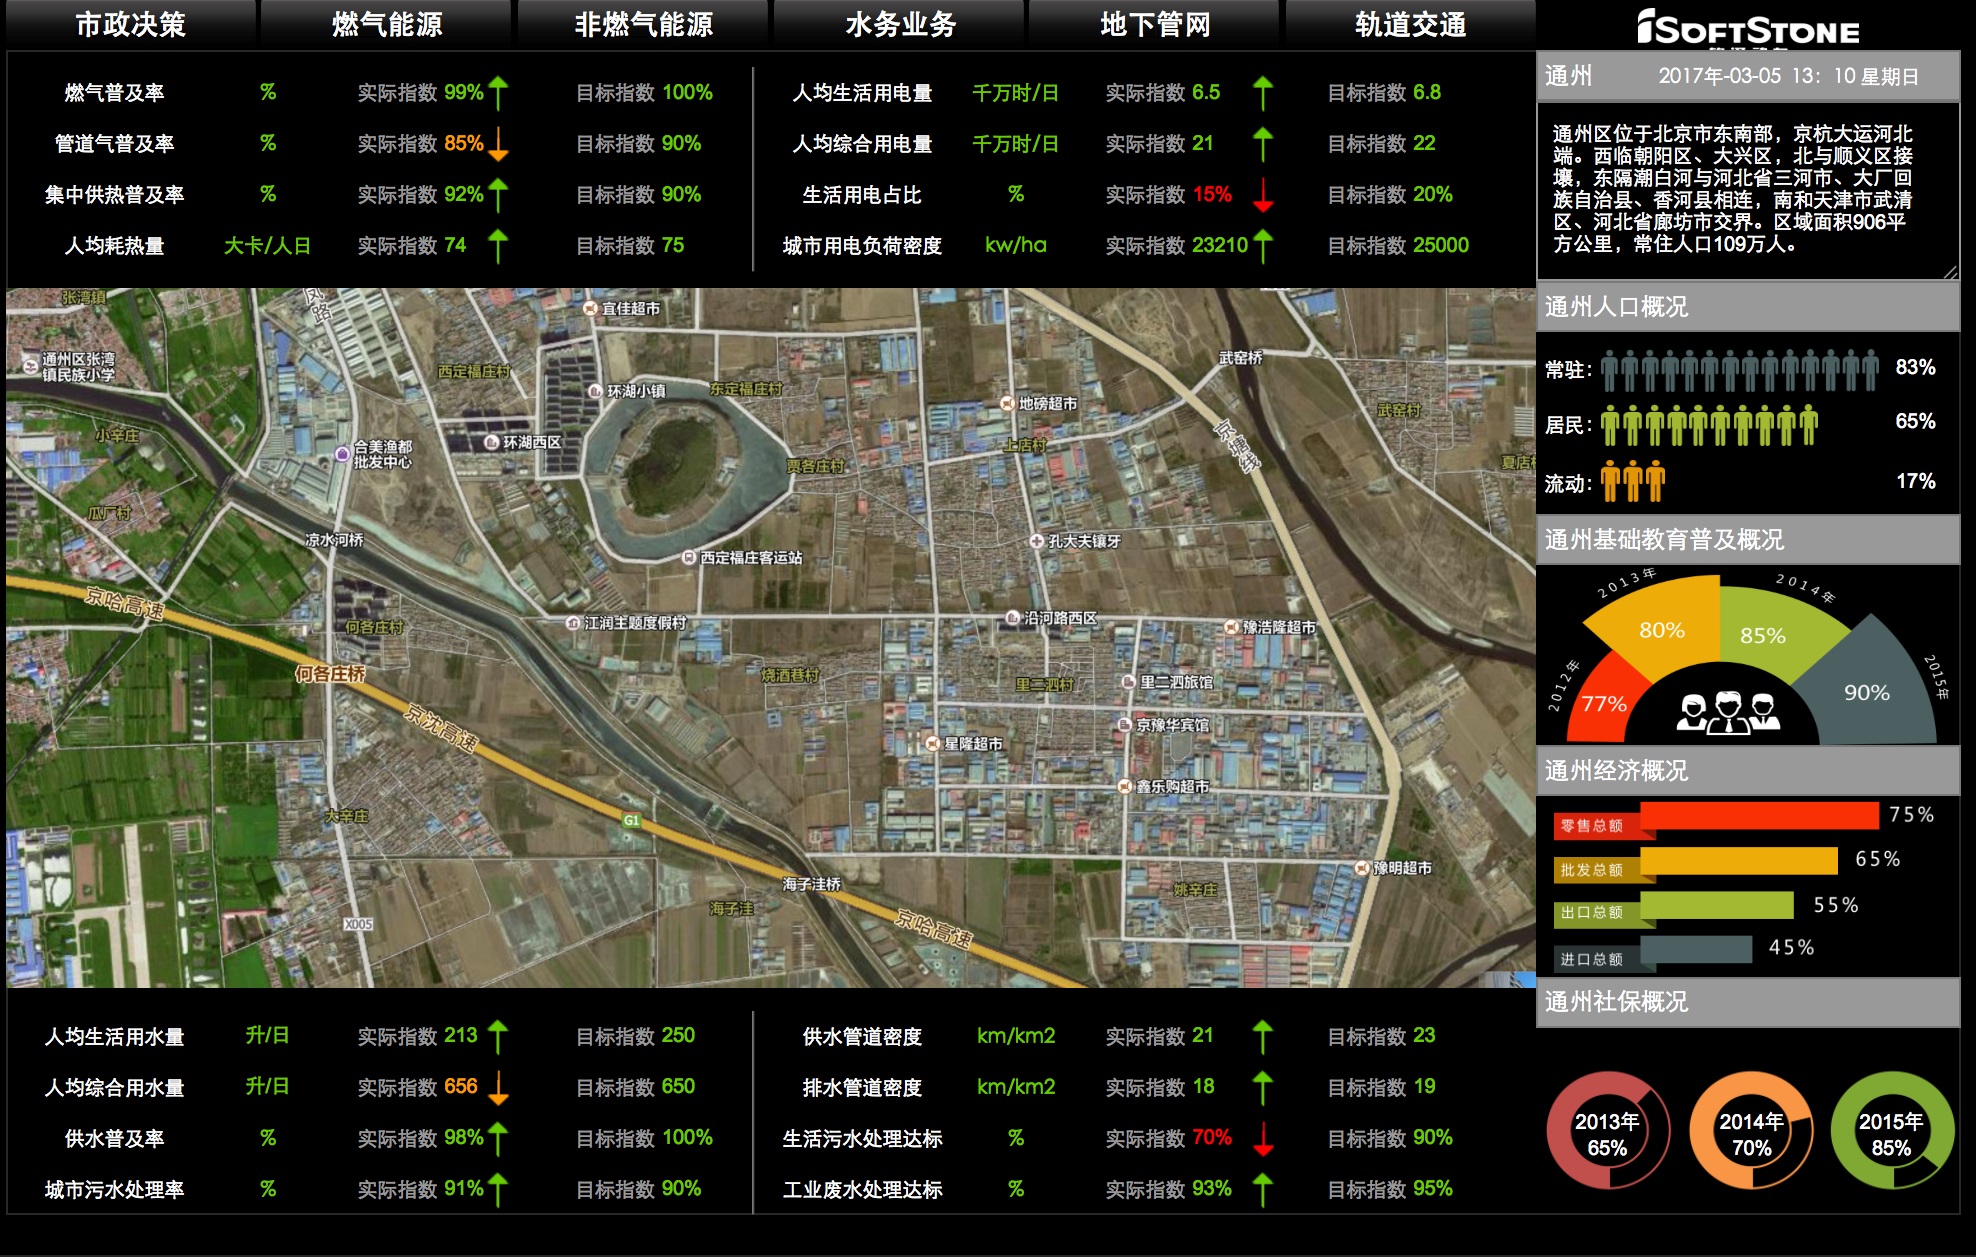 市政决策
燃气能源
非燃气能源
水务业务
地下管网
轨道交通
iSOFTSTONE
燃气普及率 % 实际指数 99% 目标指数 100%
管道气普及率 % 实际指数 85% 目标指数 90%
集中供热普及率 % 实际指数 92% 目标指数 90%
人均耗热量 大卡/人日 实际指数 74 目标指数 75
人均生活用电量 千万时/日 实际指数 6.5 目标指数 6.8
人均综合用电量 千万时/日 实际指数 21 目标指数 22
生活用电占比 % 实际指数 15% 目标指数 20%
城市用电负荷密度 kw/ha 实际指数 23210 目标指数 25000
通州 2017年-03-05 13：10 星期日
通州区位于北京市东南部，京杭大运河北
端。西临朝阳区、大兴区，北与顺义区接
壤，东隔潮白河与河北省三河市、大厂回
族自治县、香河县相连，南和天津市武清
区、河北省廊坊市交界。区域面积906平
方公里，常住人口109万人。
通州人口概况
常驻： 83%
居民： 65%
流动： 17%
通州基础教育普及概况
2012年
77%
2013年
80%
2014年
85%
2015年
90%
通州经济概况
零售总额 75%
批发总额 65%
出口总额 55%
进口总额 45%
通州社保概况
2013年
65%
2014年
70%
2015年
85%
张湾镇
宜佳超市
通州区张湾
镇民族小学
西定福庄村
环湖小镇
东定福庄村
武窑桥
地磅超市
武窑村
小辛庄
合美渔都
批发中心
环湖西区
上店村
京塘线
贾各庄村
夏店村
瓜厂村
凉水河桥
孔大夫镶牙
西定福庄客运站
京哈高速
何各庄村
江润主题度假村
沿河路西区
豫浩隆超市
何各庄桥
烧酒巷村
里二泗村
里二泗旅馆
京沈高速
京豫华宾馆
星隆超市
鑫乐购超市
大辛庄
G1
豫明超市
海子洼桥
姚辛庄
海子洼
X005
京哈高速
人均生活用水量 升/日 实际指数 213 目标指数 250
人均综合用水量 升/日 实际指数 656 目标指数 650
供水普及率 % 实际指数 98% 目标指数 100%
城市污水处理率 % 实际指数 91% 目标指数 90%
供水管道密度 km/km2 实际指数 21 目标指数 23
排水管道密度 km/km2 实际指数 18 目标指数 19
生活污水处理达标 % 实际指数 70% 目标指数 90%
工业废水处理达标 % 实际指数 93% 目标指数 95%